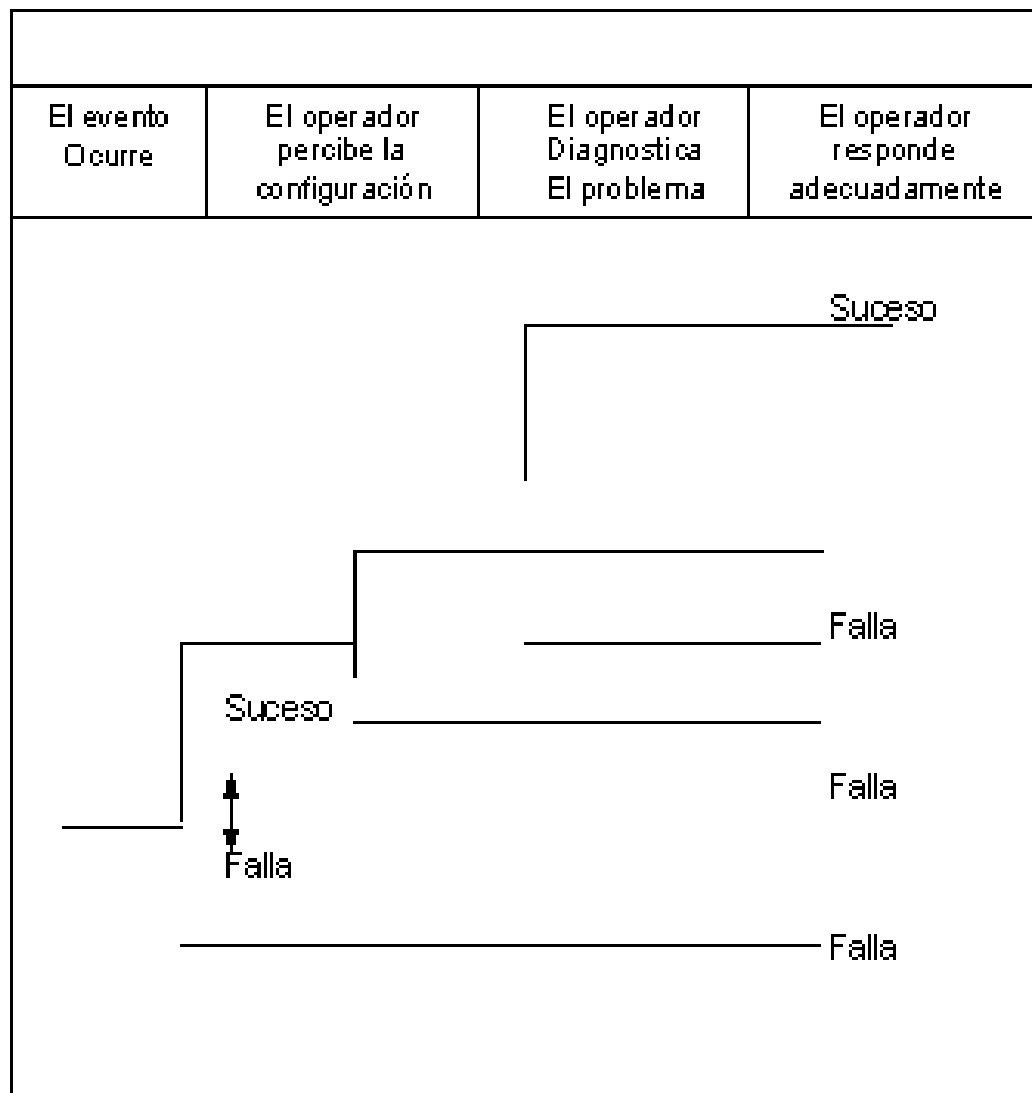 El evento
Ocurre
El operador
percibe la
configuración
El operador
Diagnostica
El problema
El operador
responde
adecuadamente
Suceso
Falla
Suceso
Falla
Falla
Falla